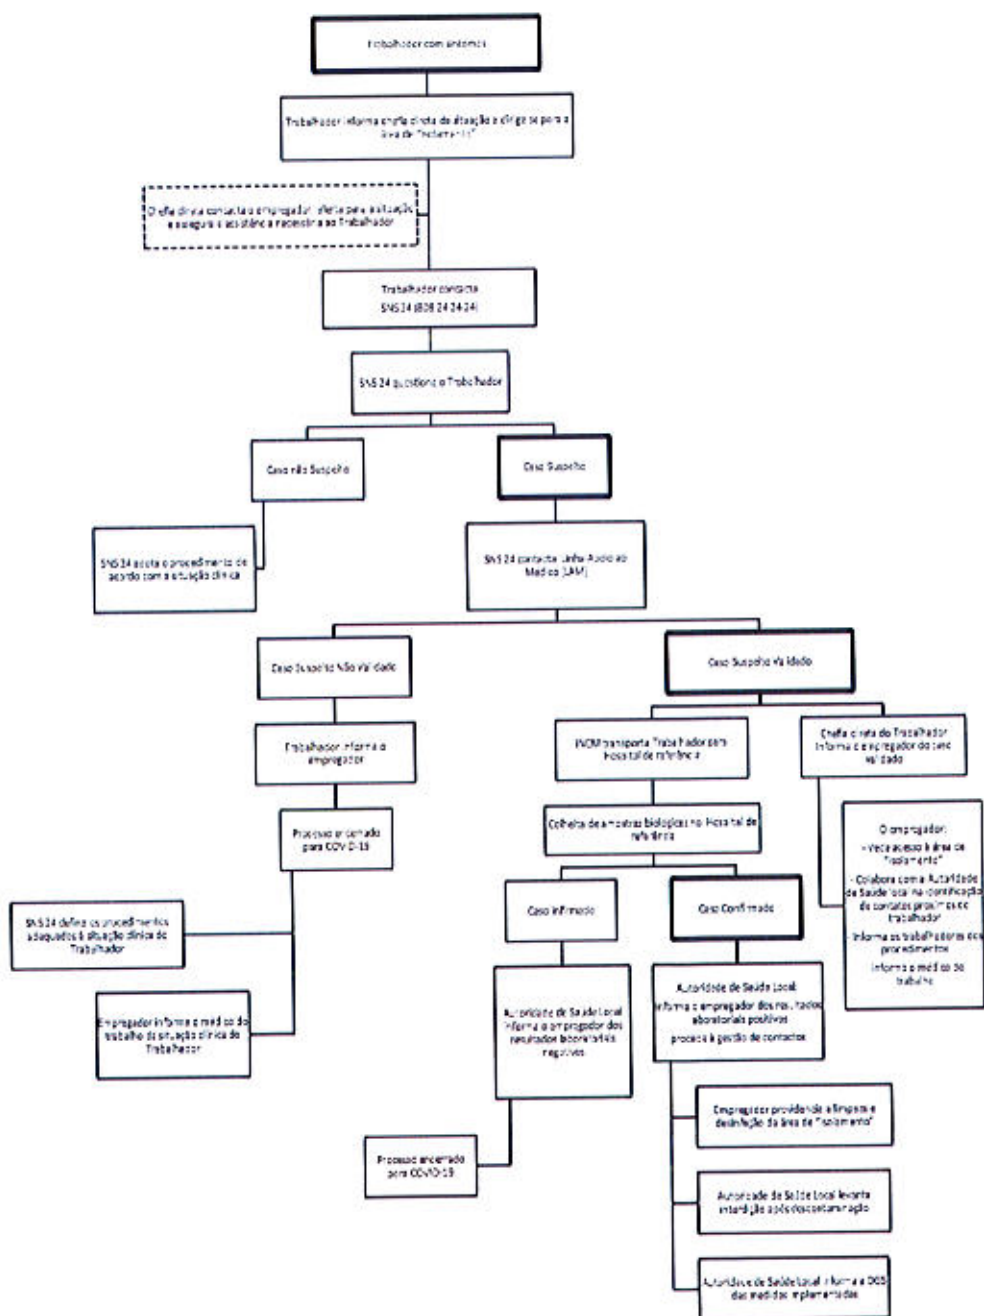 Trabalhador com sintomas
Trabalhador informa chefia direta da situação e dirige-se para a
área de "isolamento"
Chefia direta contacta o empregador, alerta para a situação
e assegura a assistência necessária ao Trabalhador
Trabalhador contacta
SNS 24 (808 24 24 24)
SNS 24 questiona o Trabalhador
Caso não Suspeito
Caso Suspeito
SNS 24 adota o procedimento de
acordo com a situação clínica
SNS 24 contacta Linha Apoio ao
Médico (LAM)
Caso Suspeito Não Validado
Caso Suspeito Validado
Trabalhador informa o
empregador
INEM transporta Trabalhador para
Hospital de referência
Chefia direta do Trabalhador
informa o empregador do caso
validado
Processo encerrado
para COVID-19
Colheita de amostras biológicas no Hospital de
referência
O empregador:
- Veda acesso à área de
"isolamento"
- Colabora com a Autoridade
de Saúde local na identificação
de contatos próximos do
trabalhador
- Informa os trabalhadores dos
procedimentos
- Informa o médico do
trabalho
SNS 24 define os procedimentos
adequados à situação clínica do
Trabalhador
Caso Infirmado
Caso Confirmado
Empregador informa o médico do
trabalho da situação clínica do
Trabalhador
Autoridade de Saúde Local
informa o empregador dos
resultados laboratoriais
negativos
Autoridade de Saúde Local:
informa o empregador dos resultados
laboratoriais positivos
procede à gestão de contactos
Processo encerrado
para COVID-19
Empregador providencia a limpeza e
desinfeção da área de "isolamento"
Autoridade de Saúde Local levanta
interdição após descontaminação
Autoridade de Saúde Local informa a DGS
das medidas implementadas